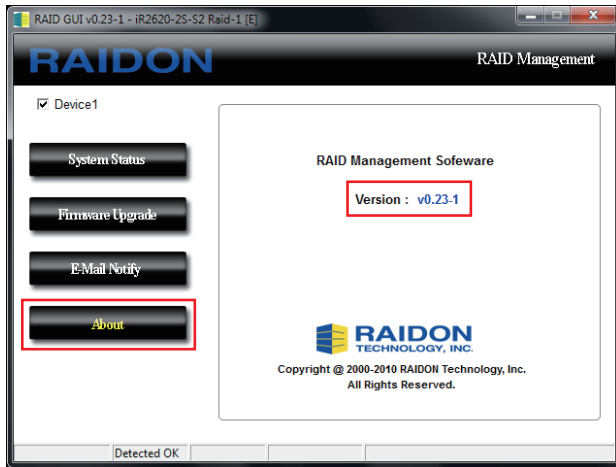 RAID GUI v0.23-1 - iR2620-2S-S2 Raid-1 [E]
RAIDON
RAID Management
Device1
System Status
Firmware Upgrade
E-Mail Notify
About
RAID Management Sofeware
Version : v0.23-1
RAIDON
TECHNOLOGY, INC.
Copyright @ 2000-2010 RAIDON Technology, Inc.
All Rights Reserved.
Detected OK